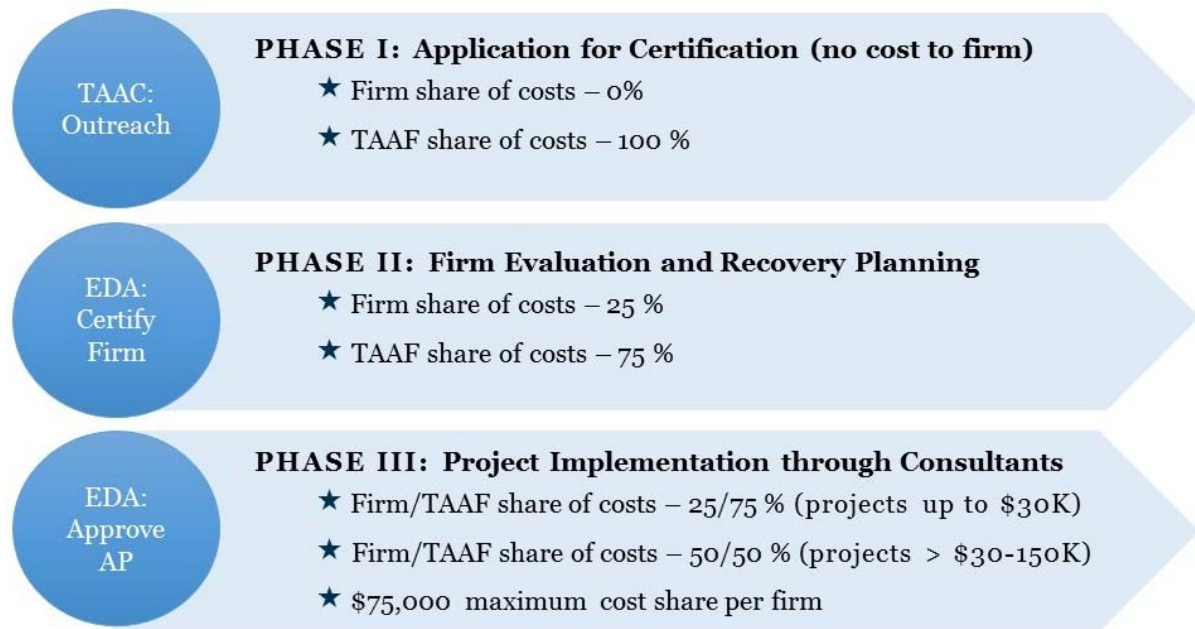 TAAC:
Outreach
PHASE I: Application for Certification (no cost to firm)
★ Firm share of costs – 0%
★ TAAF share of costs – 100 %
EDA:
Certify
Firm
PHASE II: Firm Evaluation and Recovery Planning
★ Firm share of costs – 25 %
★ TAAF share of costs – 75 %
EDA:
Approve
AP
PHASE III: Project Implementation through Consultants
★ Firm/TAAF share of costs – 25/75 % (projects up to $30K)
★ Firm/TAAF share of costs – 50/50 % (projects > $30-150K)
★ $75,000 maximum cost share per firm